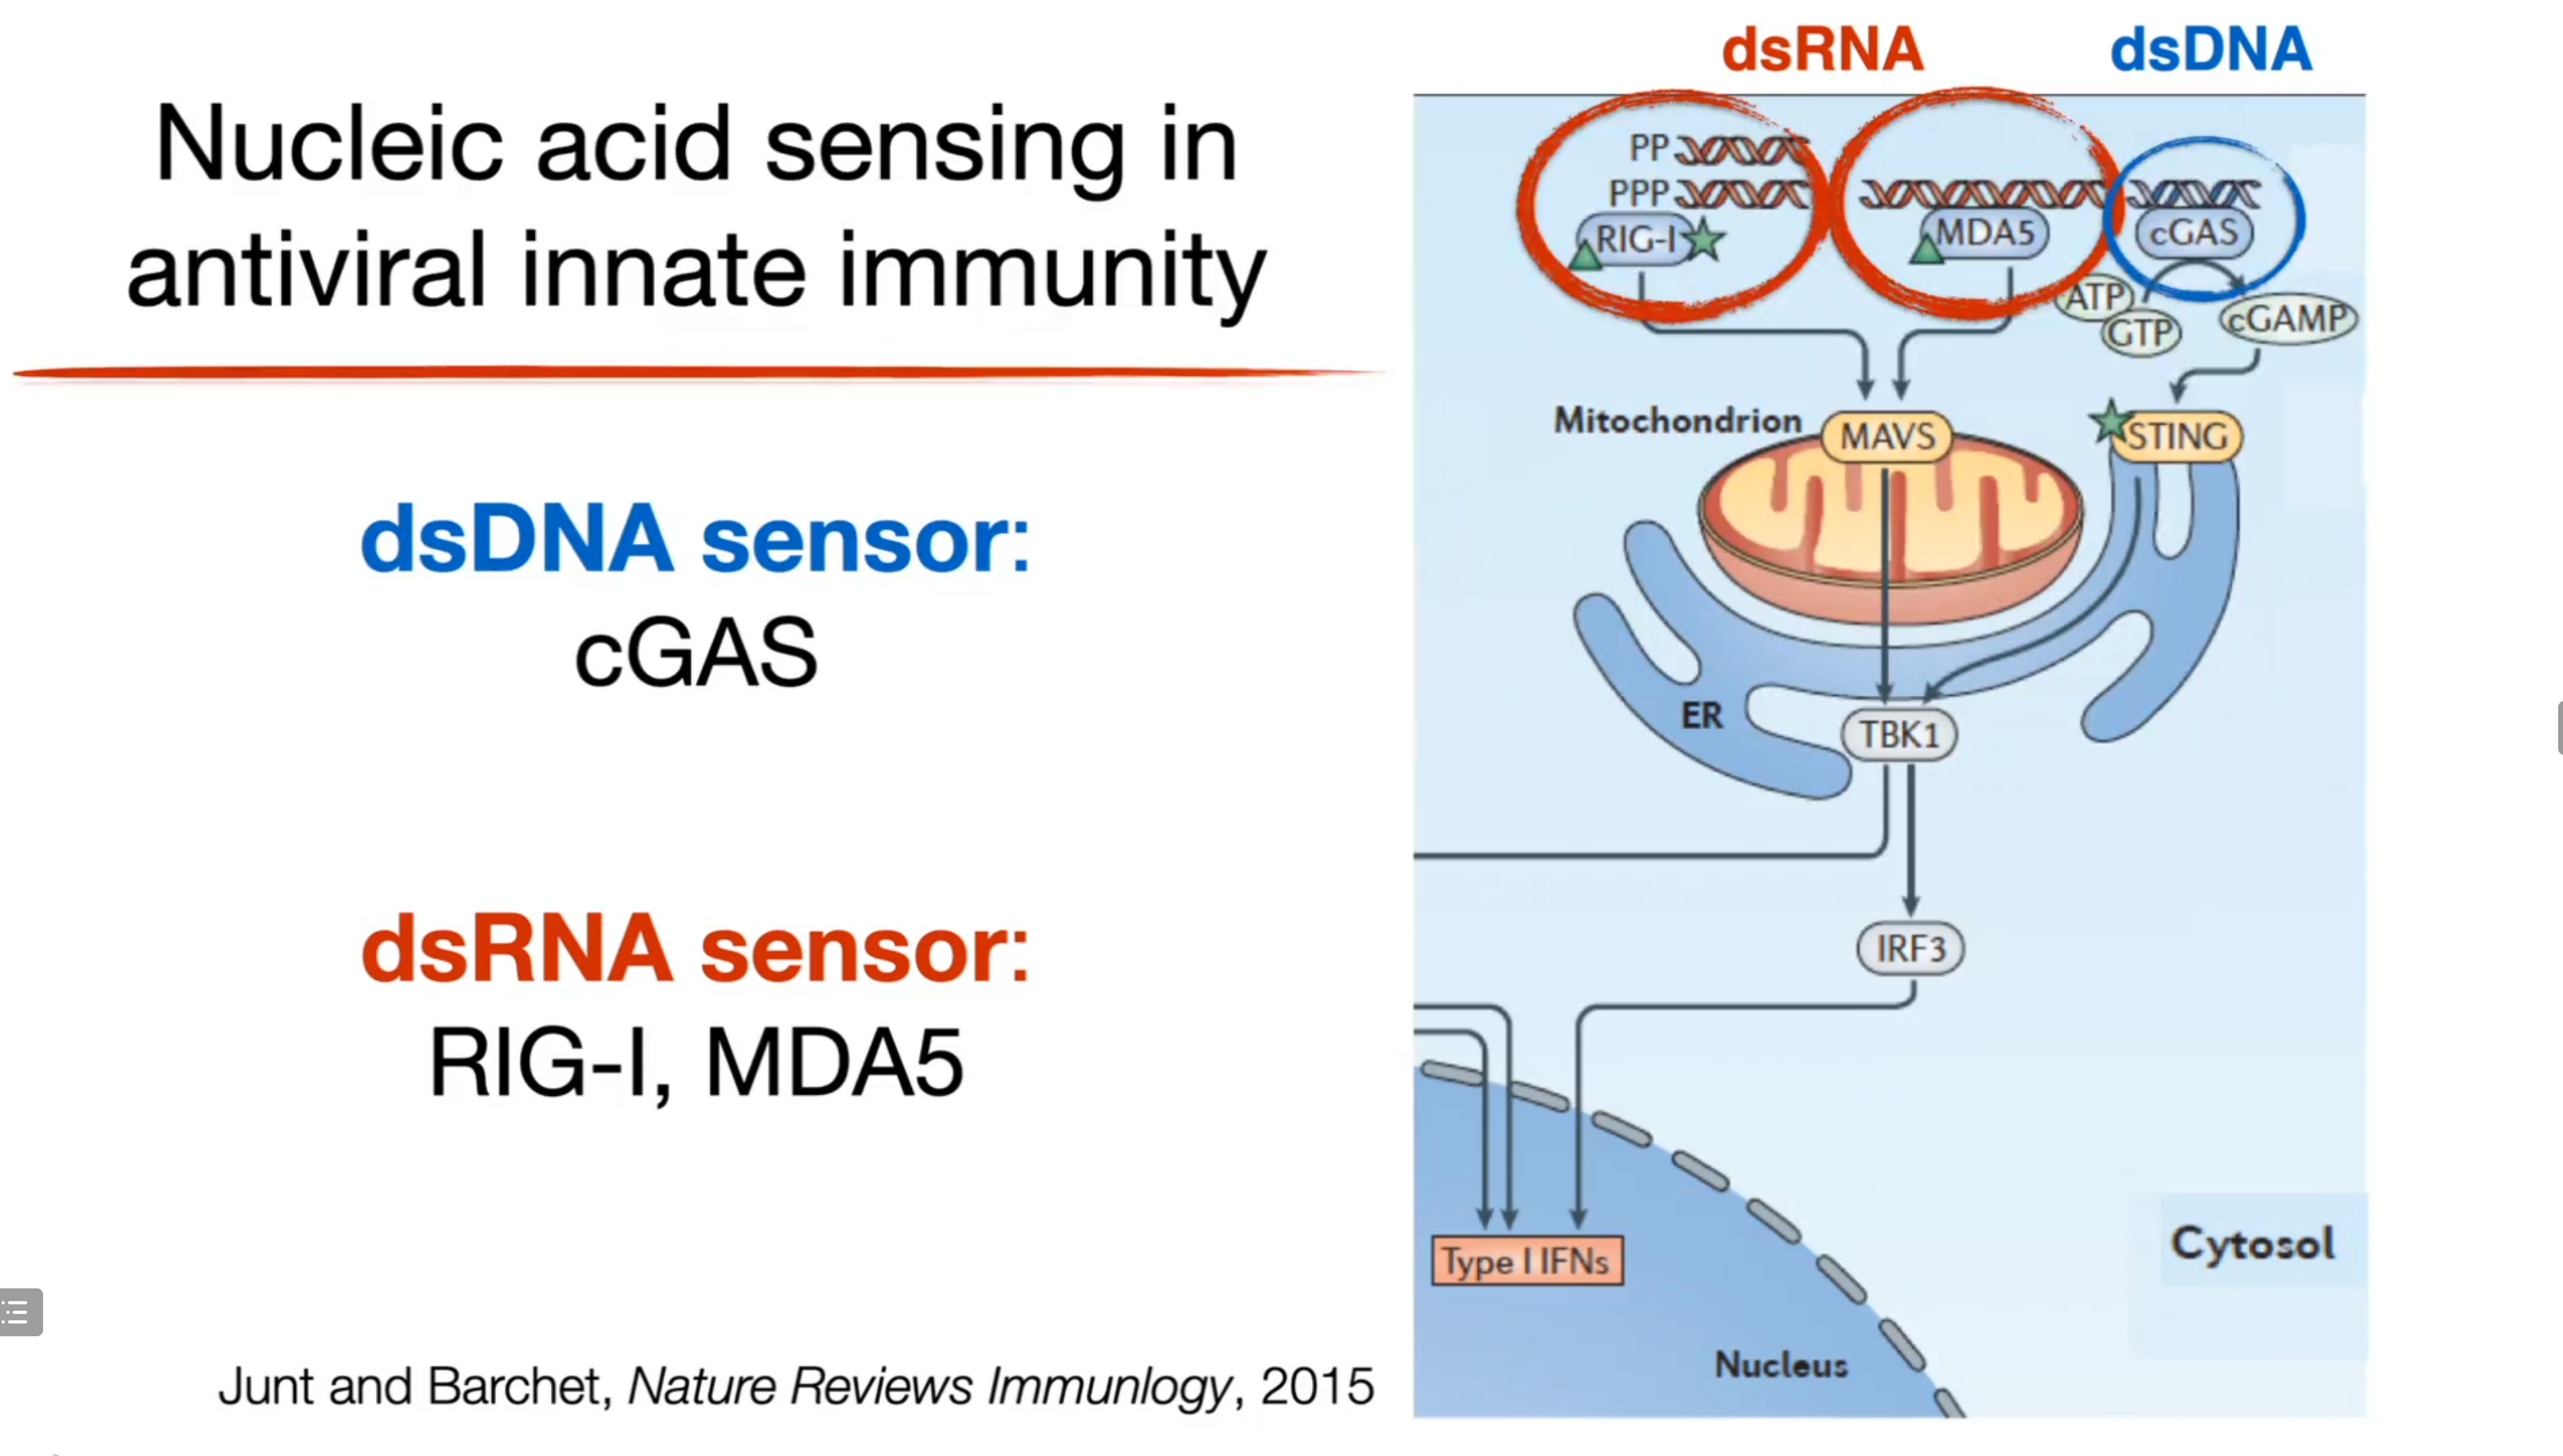 Nucleic acid sensing in
antiviral innate immunity
dsDNA sensor:
cGAS
dsRNA sensor:
RIG-I, MDA5
Junt and Barchet, Nature Reviews Immunlogy, 2015
dsRNA
dsDNA
PP
PPP
RIG-I
MDA5
cGAS
ATP
GTP
cGAMP
Mitochondrion
MAVS
STING
ER
TBK1
IRF3
Type I IFNs
Cytosol
Nucleus